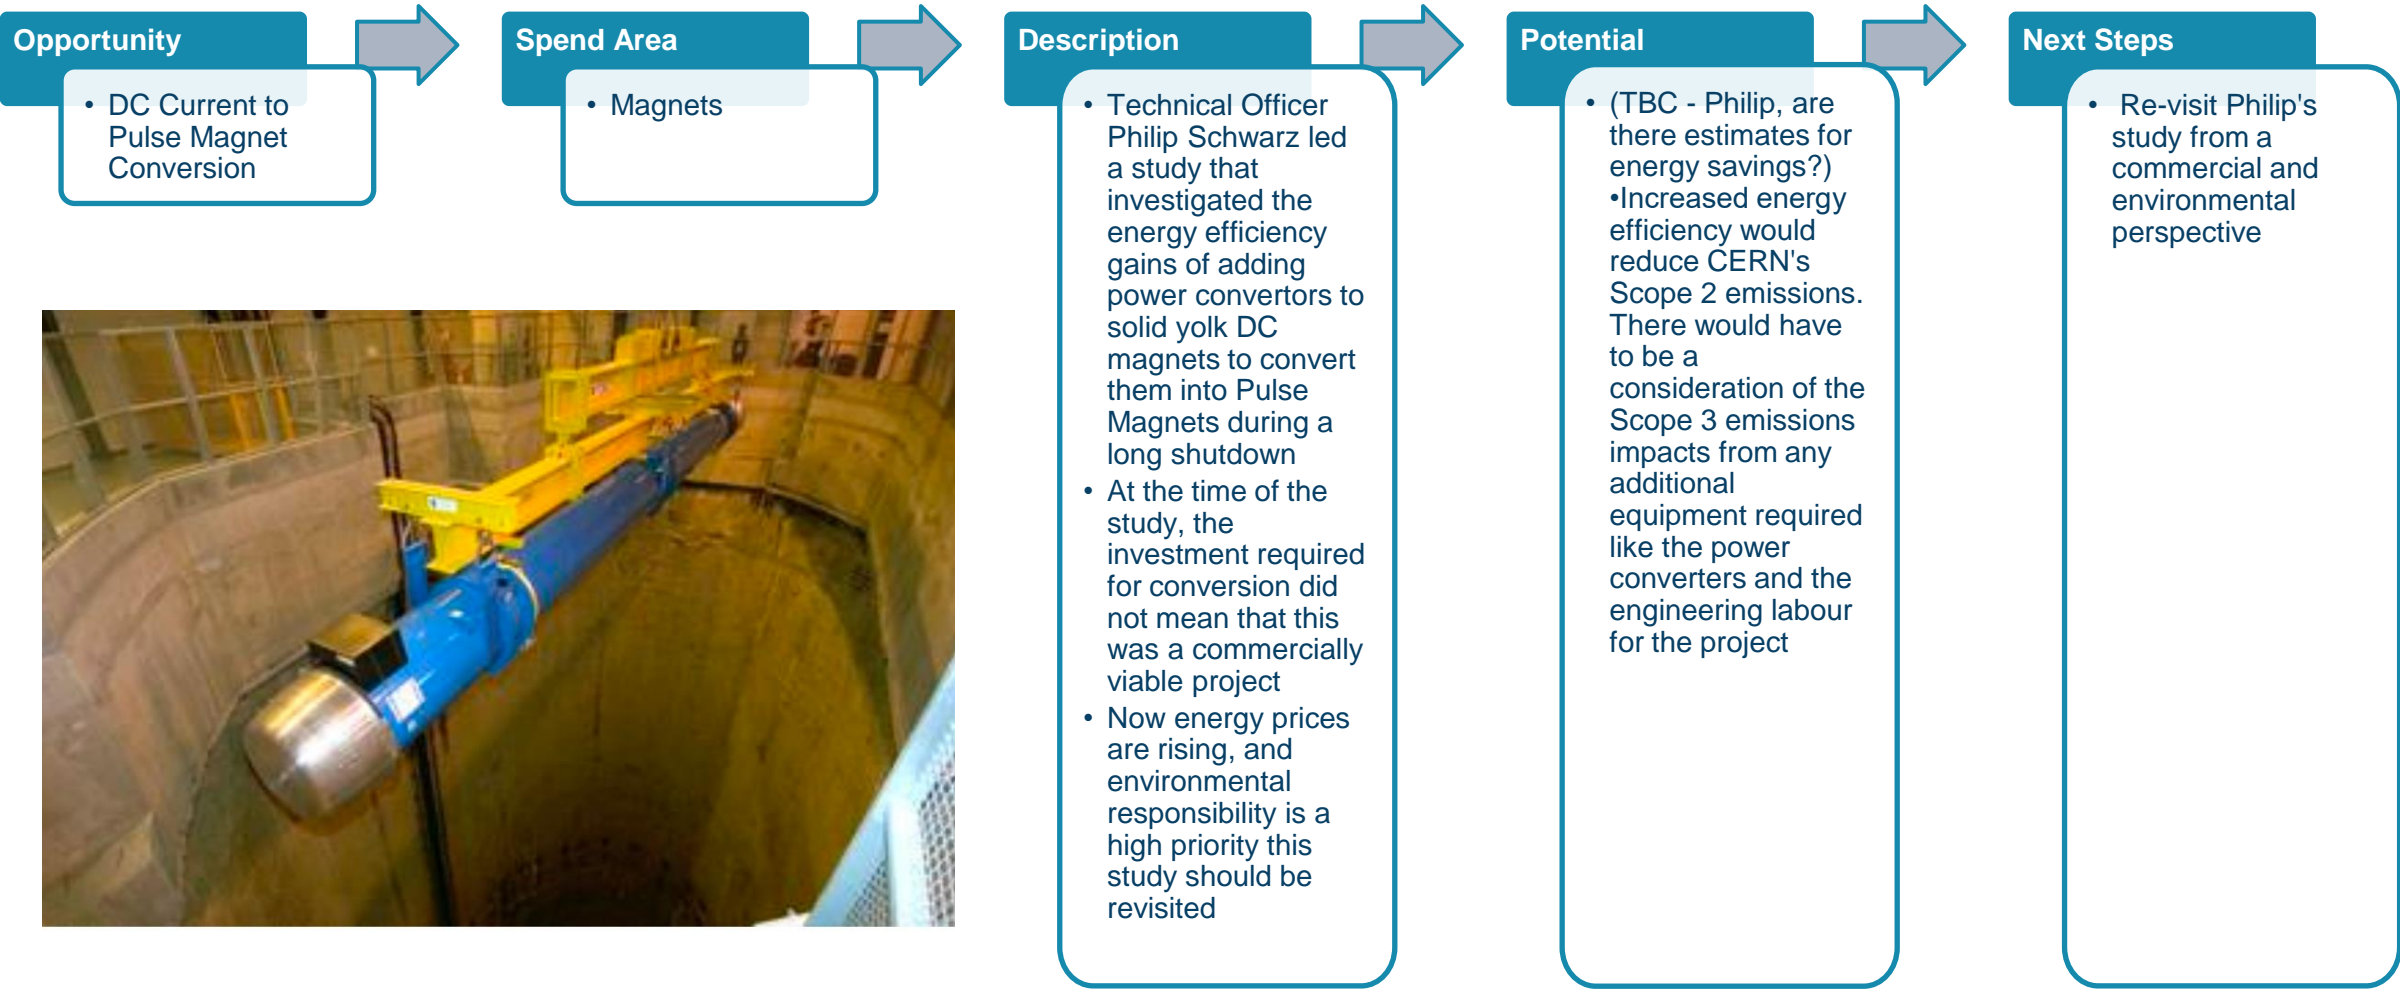 Opportunity
• DC Current to
Pulse Magnet
Conversion
Spend Area
• Magnets
Description
• Technical Officer
Philip Schwarz led
a study that
investigated the
energy efficiency
gains of adding
power convertors to
solid yolk DC
magnets to convert
them into Pulse
Magnets during a
long shutdown
• At the time of the
study, the
investment required
for conversion did
not mean that this
was a commercially
viable project
• Now energy prices
are rising, and
environmental
responsibility is a
high priority this
study should be
revisited
Potential
• (TBC - Philip, are
there estimates for
energy savings?)
•Increased energy
efficiency would
reduce CERN's
Scope 2 emissions.
There would have
to be a
consideration of the
Scope 3 emissions
impacts from any
additional
equipment required
like the power
converters and the
engineering labour
for the project
Next Steps
• Re-visit Philip's
study from a
commercial and
environmental
perspective